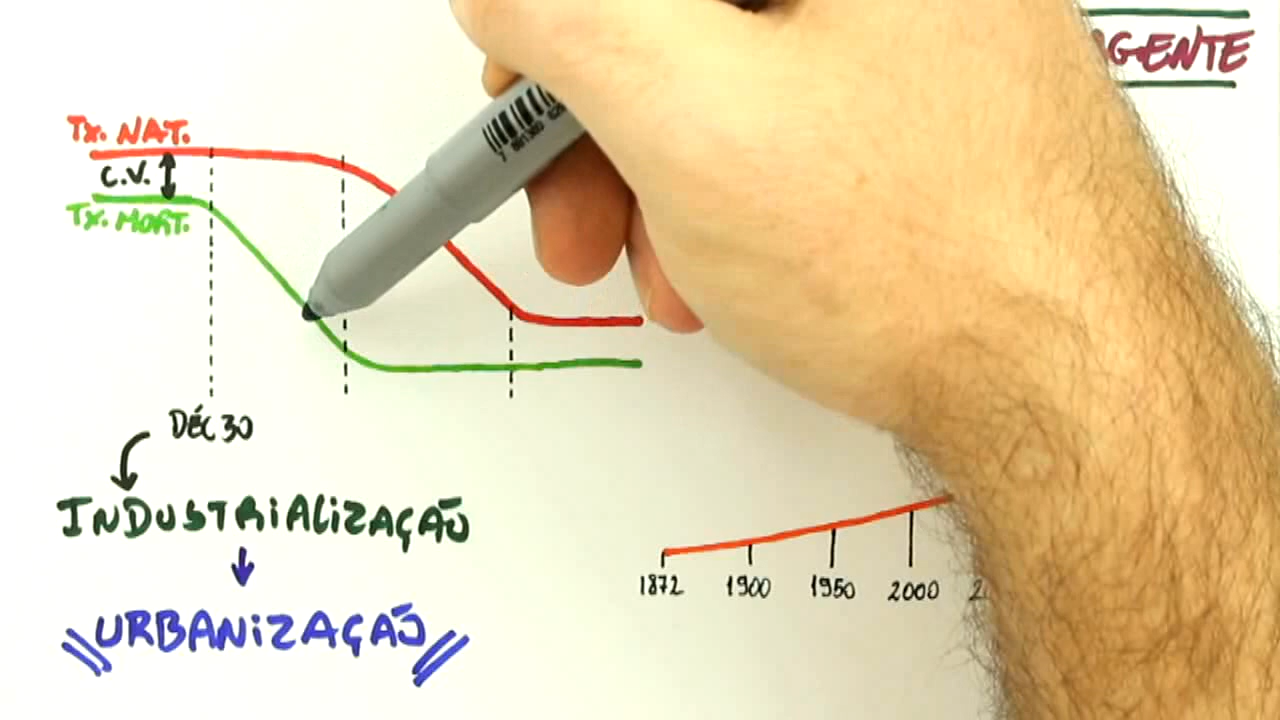 GENTE
Tx. NAT.
C.V.
Tx. MORT.
DÉC 30
INDUSTRIALIZAÇÃO
URBANIZAÇÃO
1872 1900 1950 2000